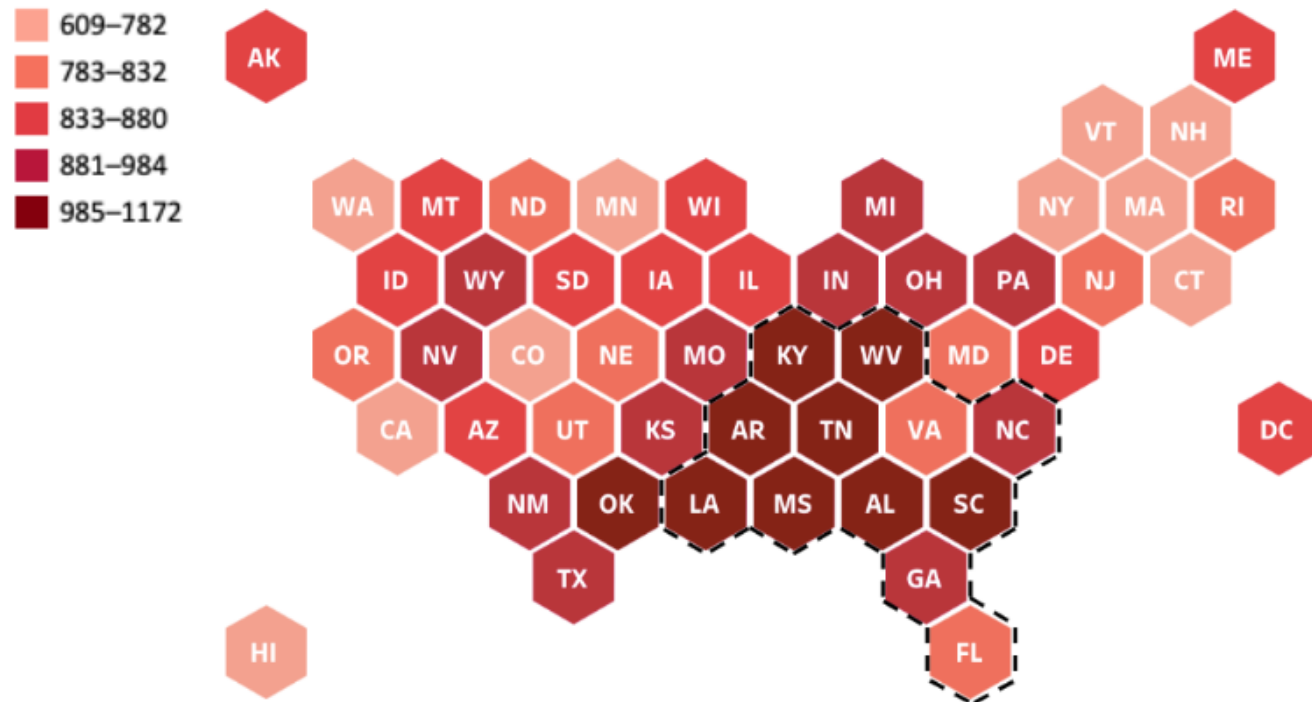 609–782
783–832
833–880
881–984
985–1172
AK ME
VT NH
WA MT ND MN WI MI NY MA RI
ID WY SD IA IL IN OH PA NJ CT
OR NV CO NE MO KY WV MD DE
CA AZ UT KS AR TN VA NC DC
NM OK LA MS AL SC
TX GA
HI FL